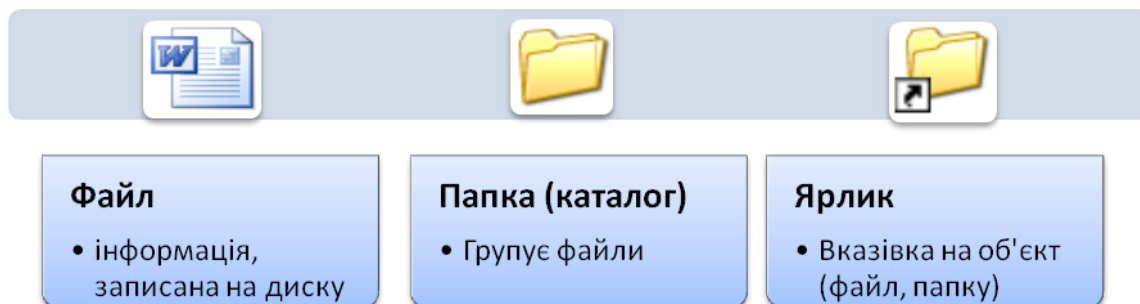 W
Файл
• інформація,
записана на диску
Папка (каталог)
• Групує файли
Ярлик
• Вказівка на об'єкт
(файл, папку)